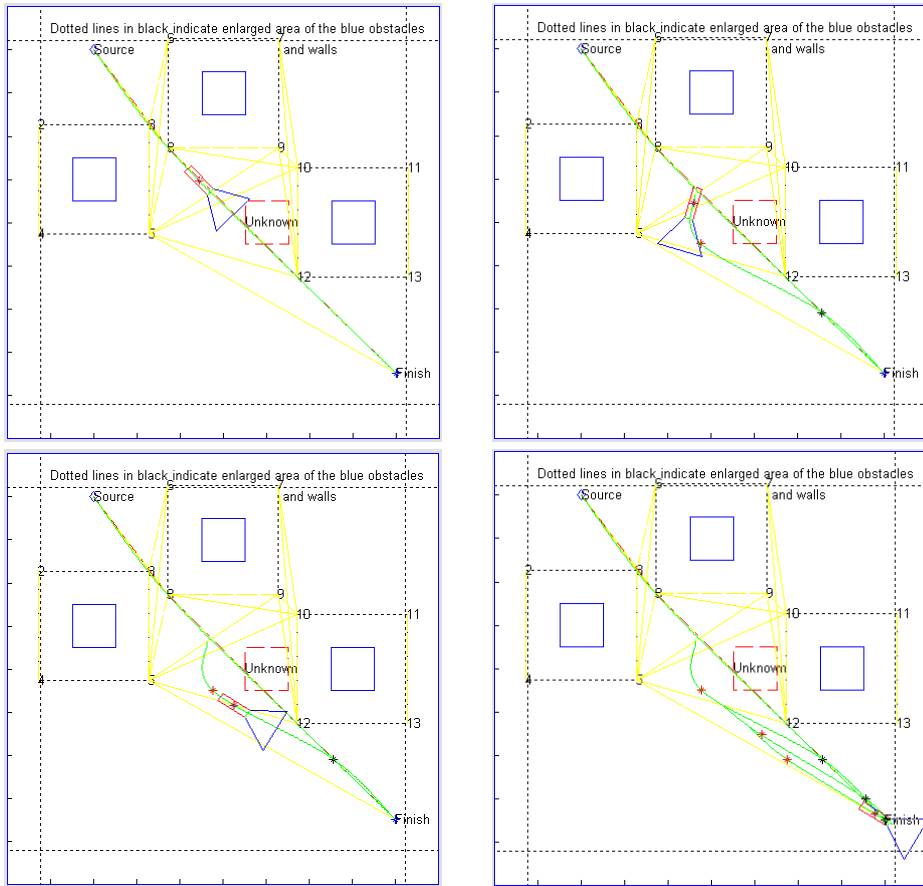 Dotted lines in black indicate enlarged area of the blue obstacles
6 7
Source and walls
2 3
8 9
10 11
Unknown
4 5
12 13
Finish
Dotted lines in black indicate enlarged area of the blue obstacles
6 7
Source and walls
2 3
8 9
10 11
Unknown
4 5
12 13
Finish
Dotted lines in black indicate enlarged area of the blue obstacles
6 7
Source and walls
2 3
8 9
10 11
Unknown
4 5
12 13
Finish
Dotted lines in black indicate enlarged area of the blue obstacles
6 7
Source and walls
2 3
8 9
10 11
Unknown
4 5
12 13
Finish